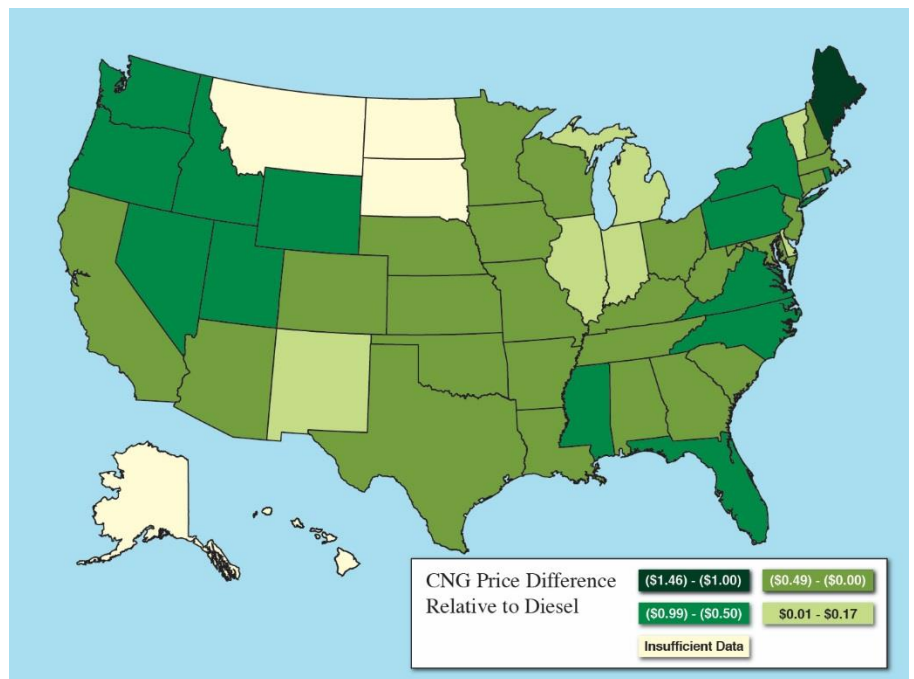 CNG Price Difference
Relative to Diesel
($1.46) - ($1.00)
($0.49) - ($0.00)
($0.99) - ($0.50)
$0.01 - $0.17
Insufficient Data